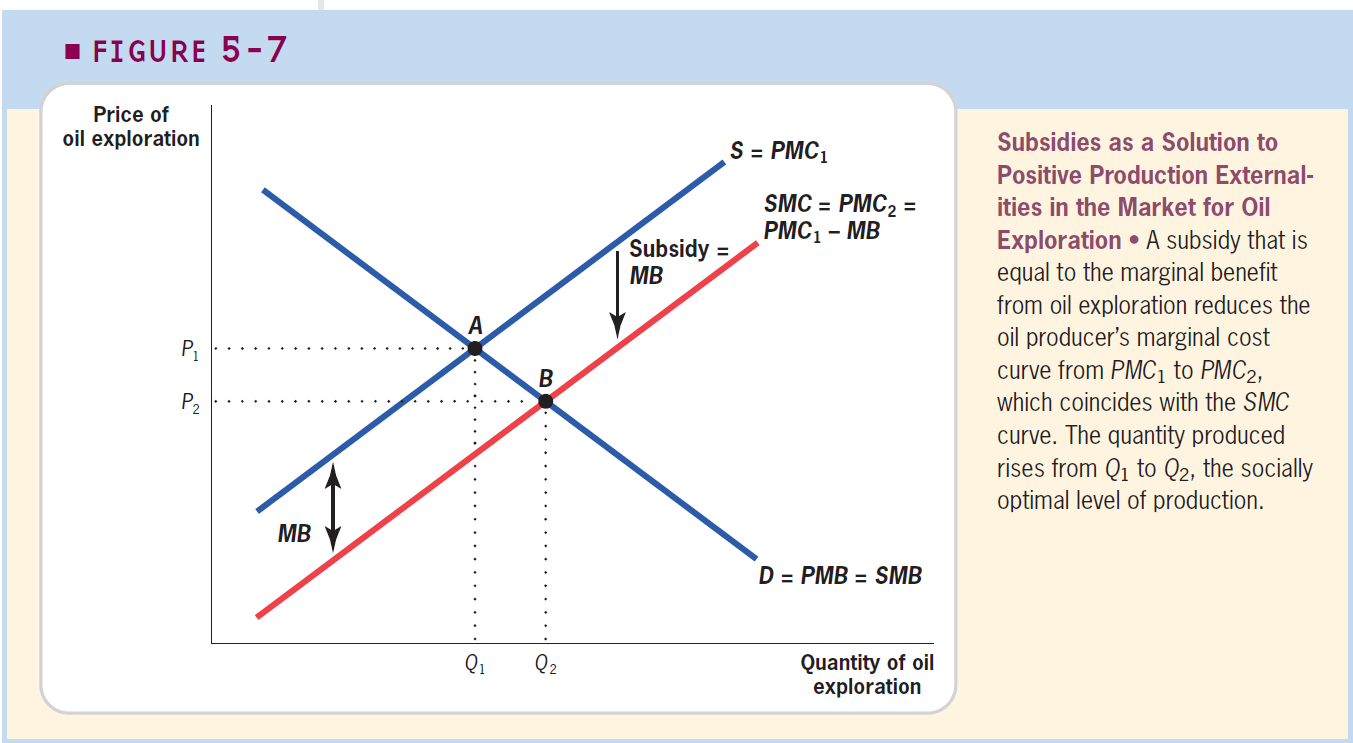 ■ FIGURE 5-7
Price of
oil exploration
S = PMC₁
SMC = PMC₂ =
PMC₁ – MB
Subsidy =
MB
A
P₁
B
P₂
MB
D = PMB = SMB
Q₁ Q₂
Quantity of oil
exploration
Subsidies as a Solution to
Positive Production External-
ities in the Market for Oil
Exploration • A subsidy that is
equal to the marginal benefit
from oil exploration reduces the
oil producer’s marginal cost
curve from PMC₁ to PMC₂,
which coincides with the SMC
curve. The quantity produced
rises from Q₁ to Q₂, the socially
optimal level of production.